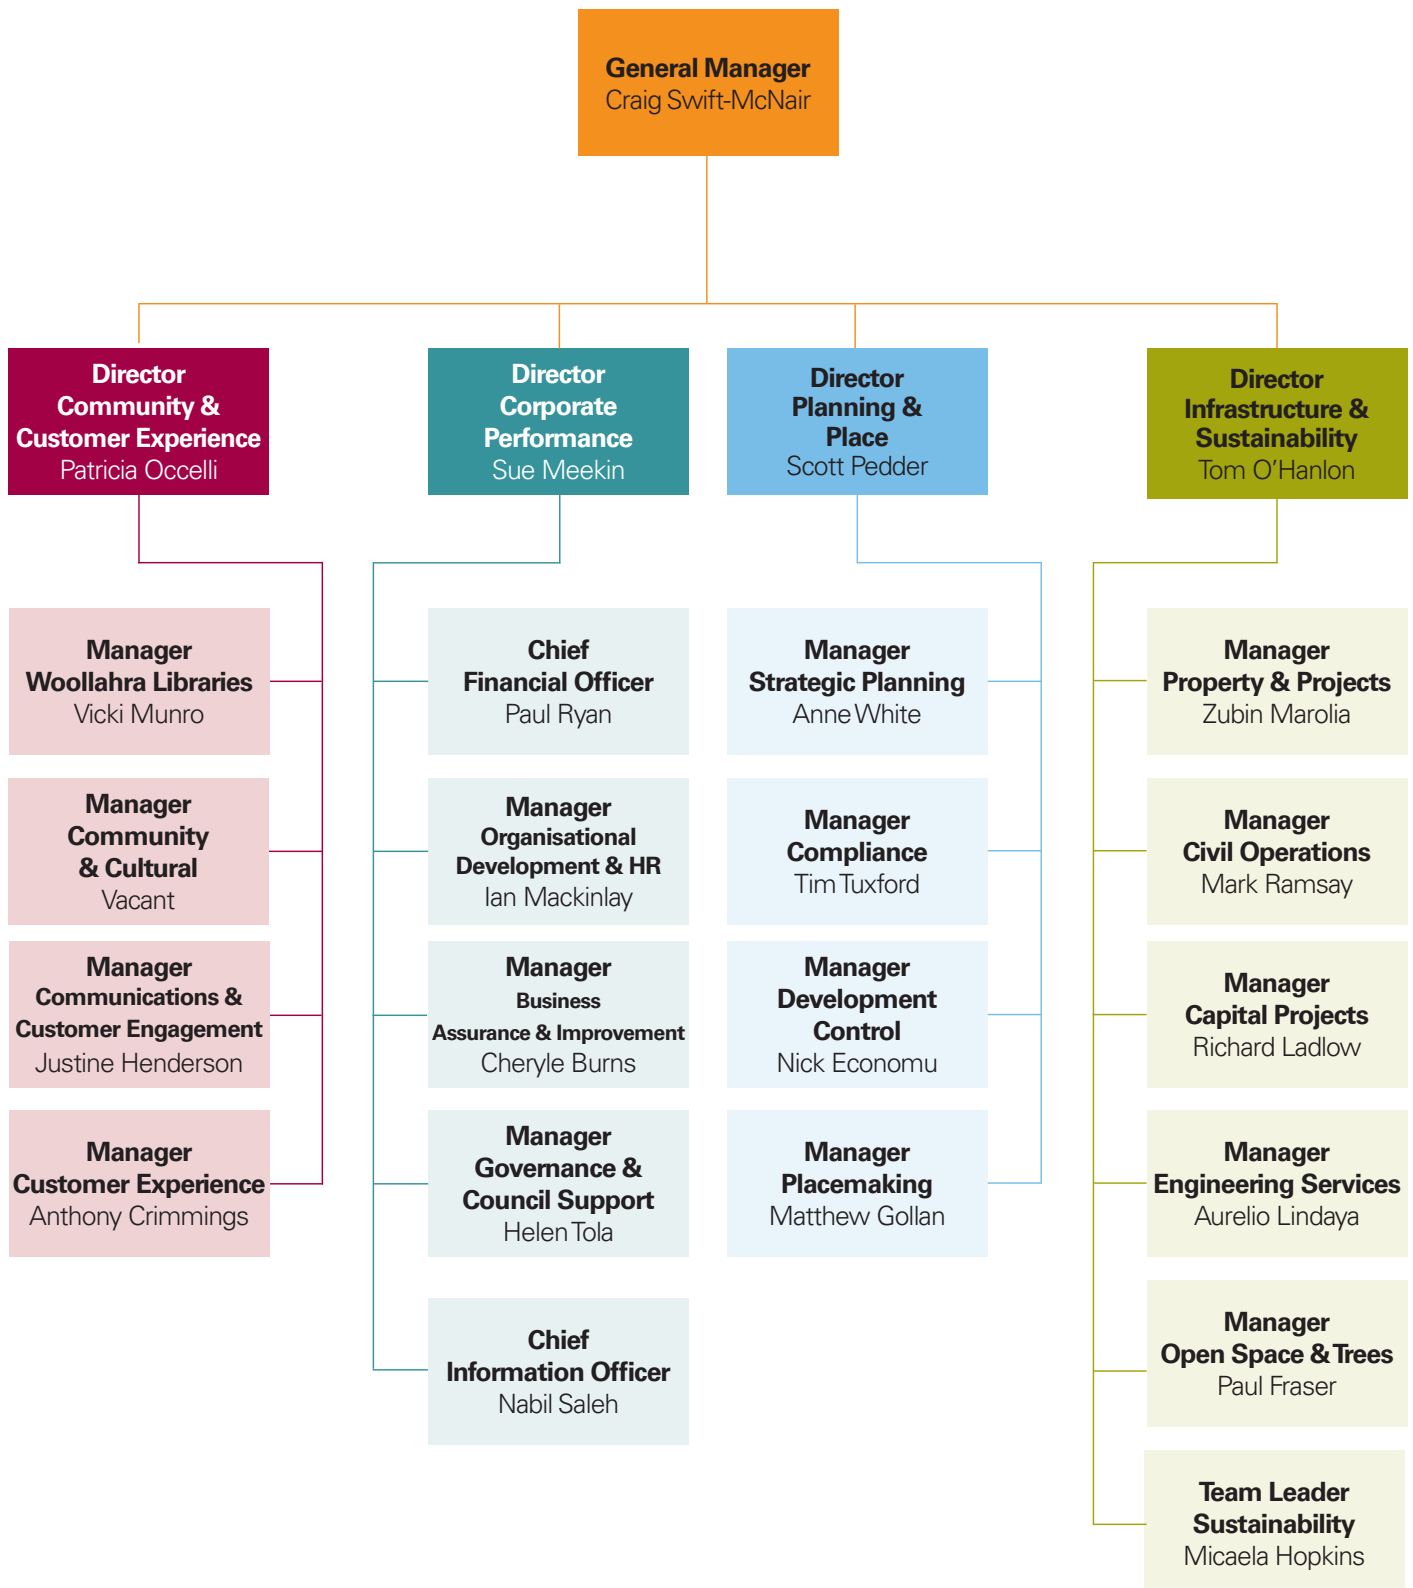 General Manager
Craig Swift-McNair
Director
Community &
Customer Experience
Patricia Occelli
Director
Corporate
Performance
Sue Meekin
Director
Planning &
Place
Scott Pedder
Director
Infrastructure &
Sustainability
Tom O'Hanlon
Manager
Woollahra Libraries
Vicki Munro
Manager
Community
& Cultural
Vacant
Manager
Communications &
Customer Engagement
Justine Henderson
Manager
Customer Experience
Anthony Crimmings
Chief
Financial Officer
Paul Ryan
Manager
Organisational
Development & HR
Ian Mackinlay
Manager
Business
Assurance & Improvement
Cheryle Burns
Manager
Governance &
Council Support
Helen Tola
Chief
Information Officer
Nabil Saleh
Manager
Strategic Planning
Anne White
Manager
Compliance
Tim Tuxford
Manager
Development
Control
Nick Economu
Manager
Placemaking
Matthew Gollan
Manager
Property & Projects
Zubin Marolia
Manager
Civil Operations
Mark Ramsay
Manager
Capital Projects
Richard Ladlow
Manager
Engineering Services
Aurelio Lindaya
Manager
Open Space & Trees
Paul Fraser
Team Leader
Sustainability
Micaela Hopkins